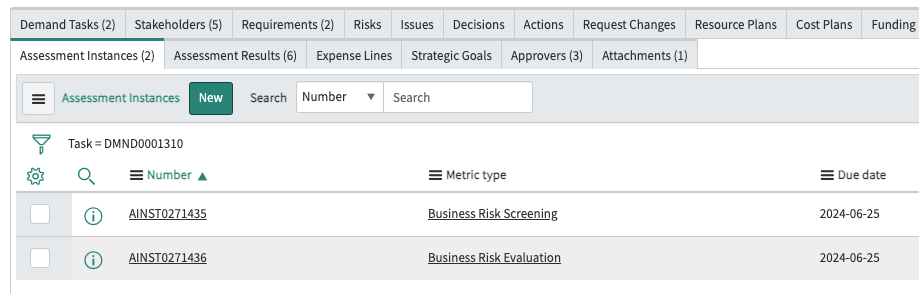 Demand Tasks (2) Stakeholders (5) Requirements (2) Risks Issues Decisions Actions Request Changes Resource Plans Cost Plans Funding
Assessment Instances (2) Assessment Results (6) Expense Lines Strategic Goals Approvers (3) Attachments (1)
Assessment Instances New Search Number Search
Task = DMND0001310
Number Metric type Due date
AINST0271435 Business Risk Screening 2024-06-25
AINST0271436 Business Risk Evaluation 2024-06-25